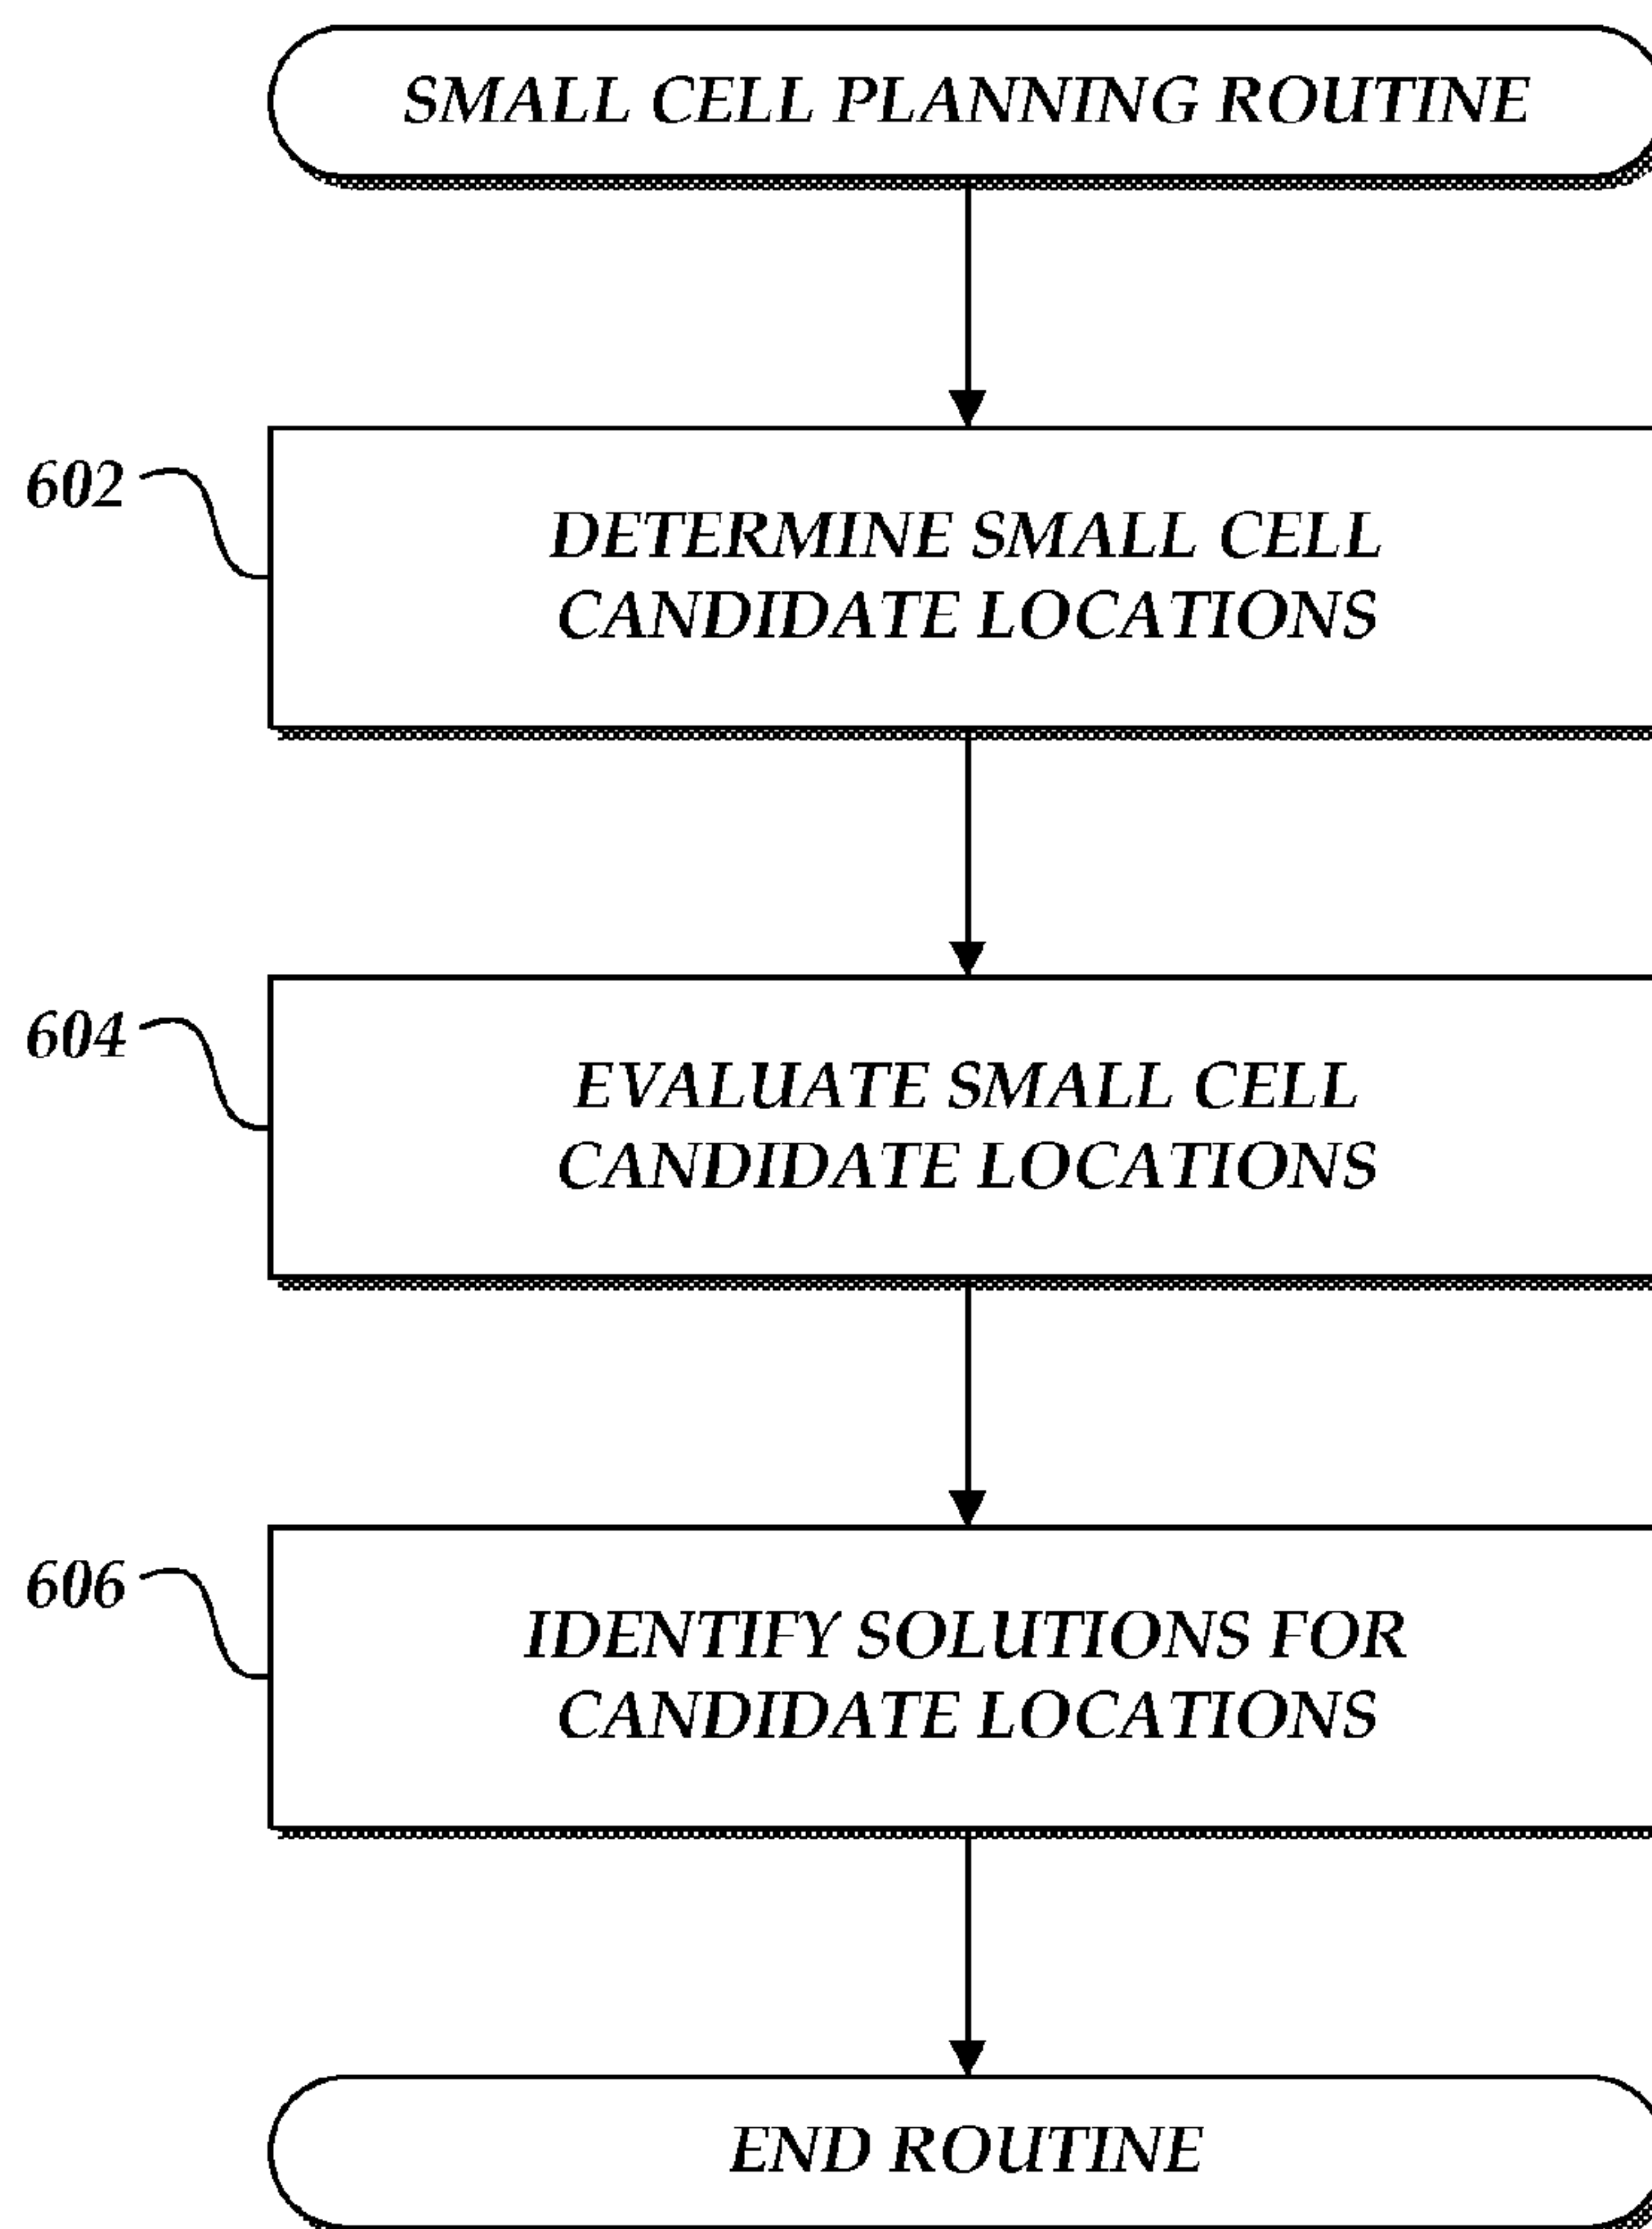 SMALL CELL PLANNING ROUTINE
602
DETERMINE SMALL CELL
CANDIDATE LOCATIONS
604
EVALUATE SMALL CELL
CANDIDATE LOCATIONS
606
IDENTIFY SOLUTIONS FOR
CANDIDATE LOCATIONS
END ROUTINE